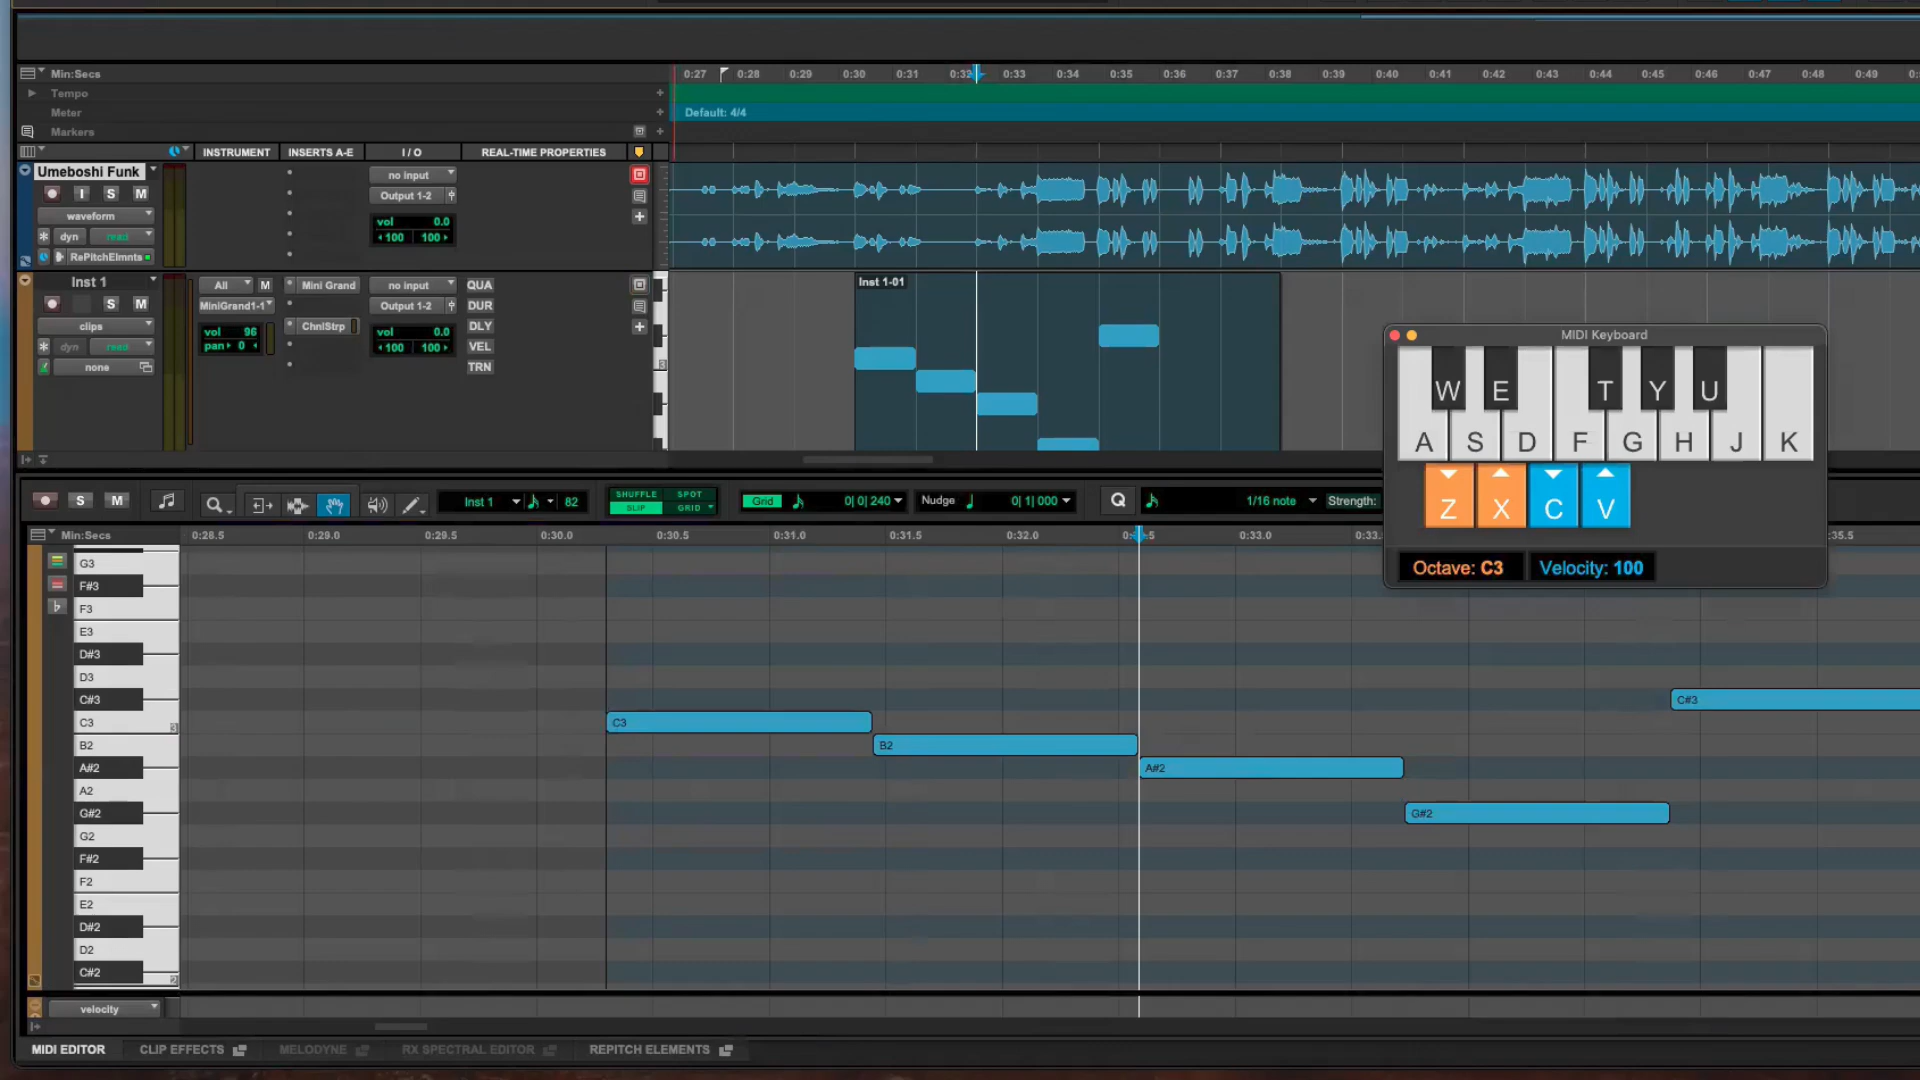 Min:Secs
0:27 0:28 0:29 0:30 0:31 0:32 0:33 0:34 0:35 0:36 0:37 0:38 0:39 0:40 0:41 0:42 0:43 0:44 0:45 0:46 0:47 0:48 0:49
Tempo
Meter
Default: 4/4
Markers
INSTRUMENT INSERTS A-E I / O REAL-TIME PROPERTIES
Umeboshi Funk
no input
I S M
Output 1-2
waveform
vol 0.0
dyn read
100 100
RePitchElmnts
Inst 1
All M Mini Grand no input QUA
Inst 1-01
S M
MiniGrand1-1 Output 1-2 DUR
clips
vol 96 ChnlStrp vol 0.0 DLY
dyn read
pan 0 100 100 VEL
none
TRN
MIDI Keyboard
W E T Y U
A S D F G H J K
Z X C V
Octave: C3 Velocity: 100
S M
Inst 1 82
SHUFFLE SPOT
SLIP GRID
Grid 0| 0| 240
Nudge 0| 1| 000
Q 1/16 note Strength:
Min:Secs
0:28.5 0:29.0 0:29.5 0:30.0 0:30.5 0:31.0 0:31.5 0:32.0 0:33.0
G3
F#3
F3
E3
D#3
D3
C#3 C#3
C3 3 C3
B2 B2
A#2 A#2
A2
G#2 G#2
G2
F#2
F2
E2
D#2
D2
C#2 2
velocity
MIDI EDITOR CLIP EFFECTS MELODYNE RX SPECTRAL EDITOR REPITCH ELEMENTS